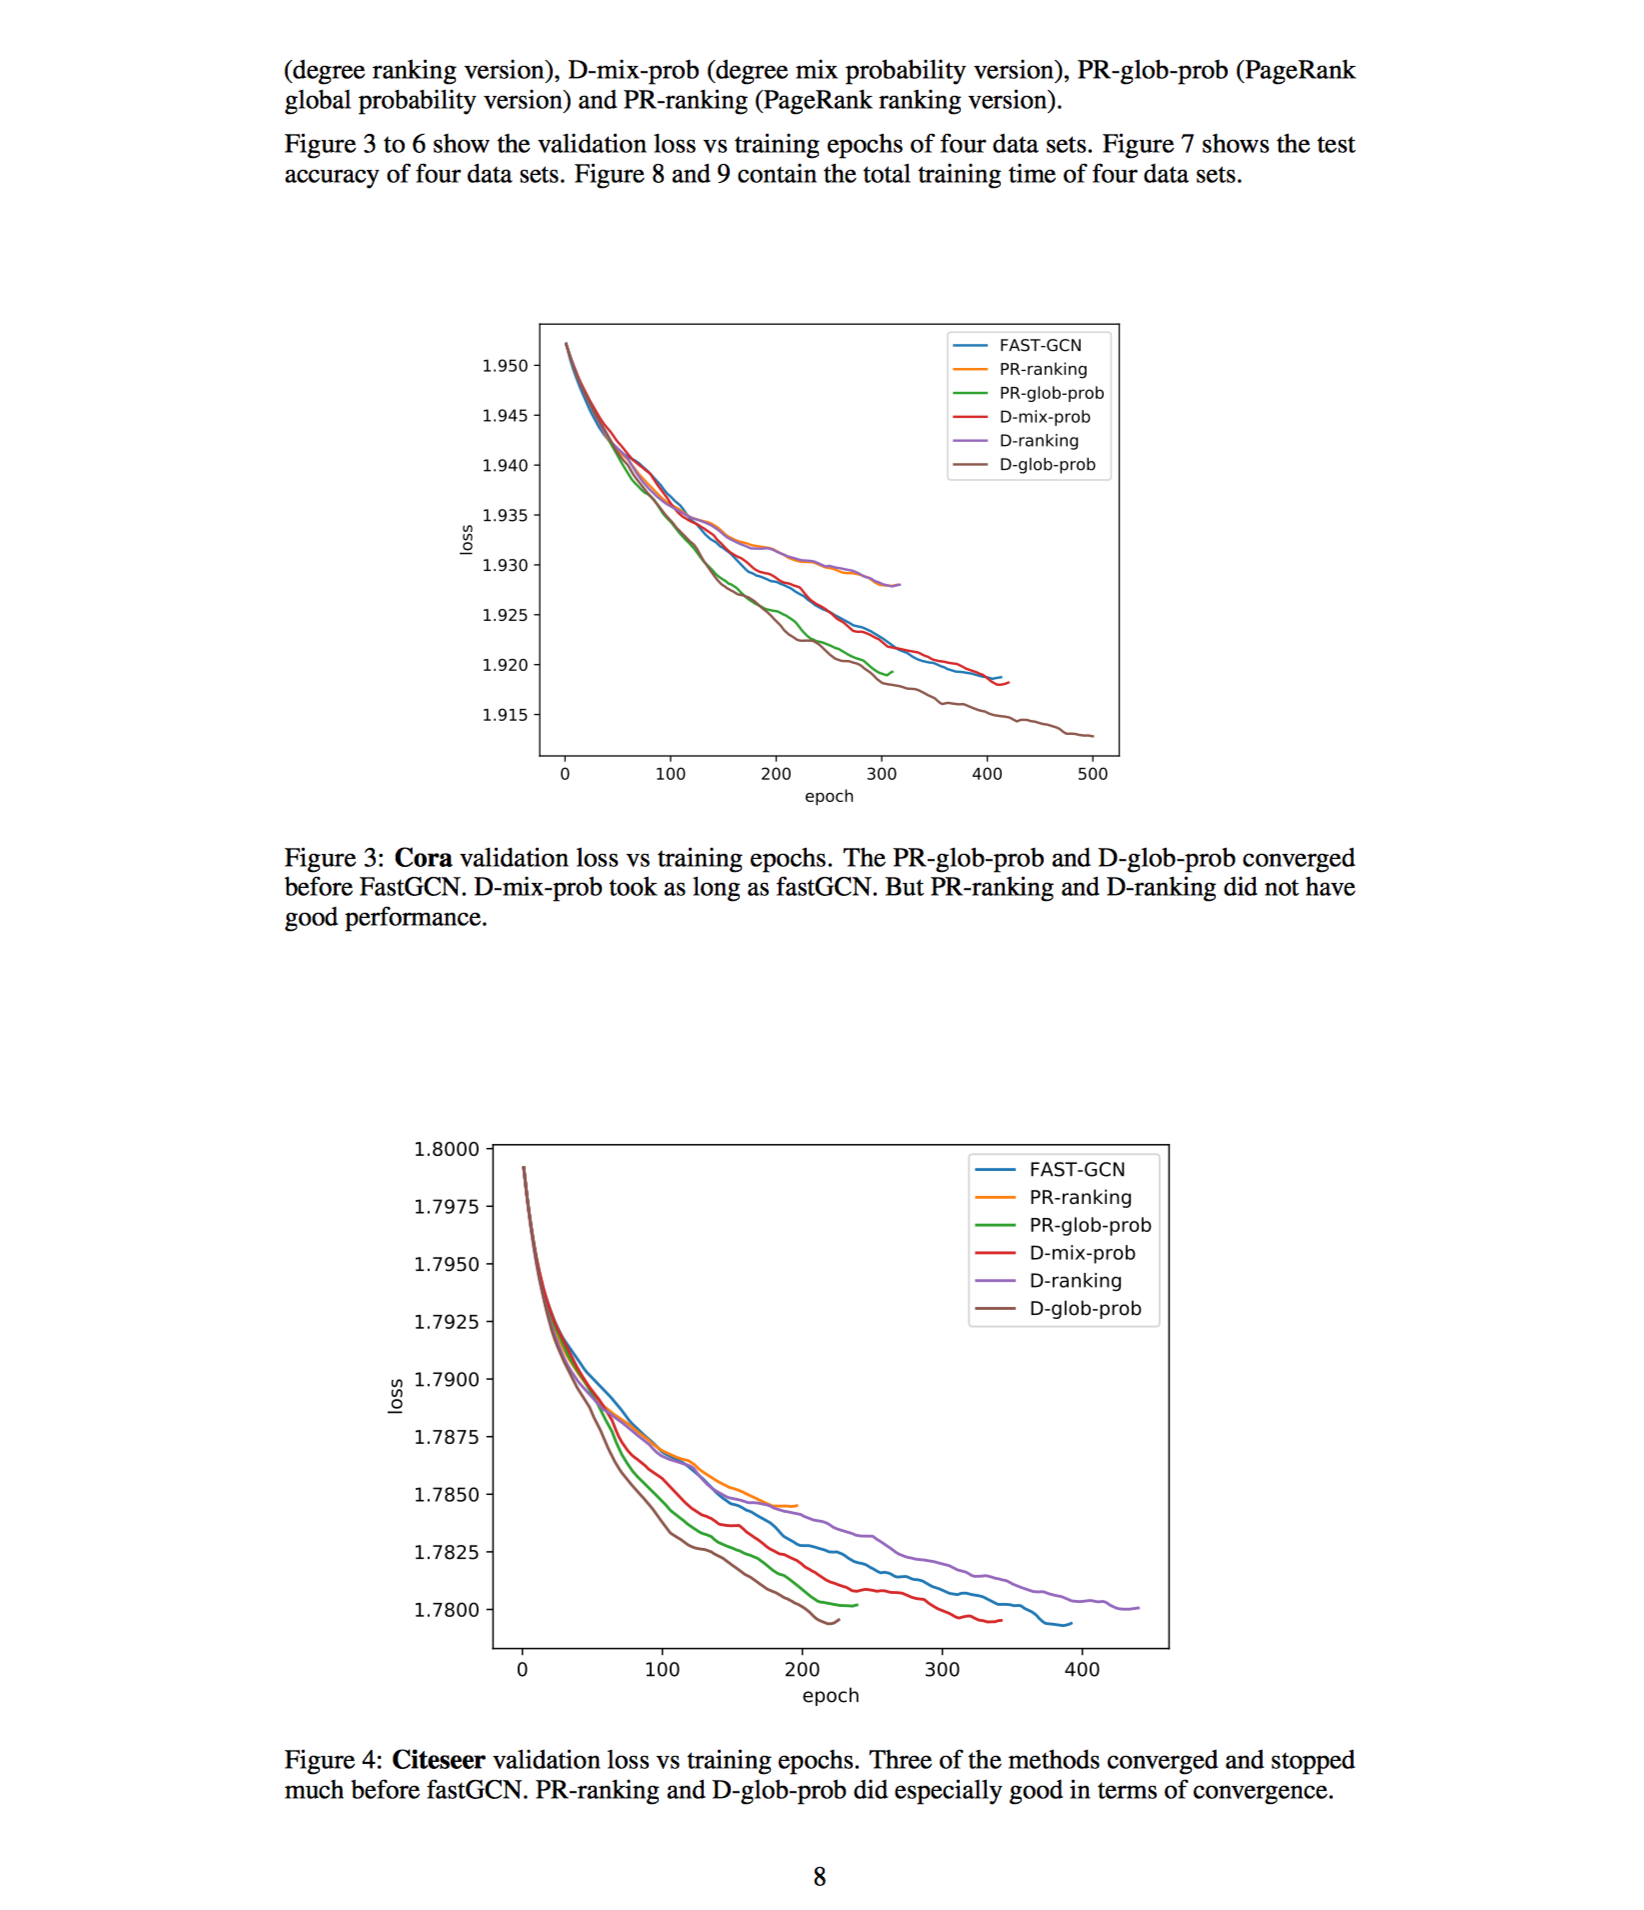 (degree ranking version), D-mix-prob (degree mix probability version), PR-glob-prob (PageRank
global probability version) and PR-ranking (PageRank ranking version).
Figure 3 to 6 show the validation loss vs training epochs of four data sets. Figure 7 shows the test
accuracy of four data sets. Figure 8 and 9 contain the total training time of four data sets.
1.950
1.945
1.940
1.935
1.930
1.925
1.920
1.915
loss
FAST-GCN
PR-ranking
PR-glob-prob
D-mix-prob
D-ranking
D-glob-prob
0 100 200 300 400 500
epoch
Figure 3: Cora validation loss vs training epochs. The PR-glob-prob and D-glob-prob converged
before FastGCN. D-mix-prob took as long as fastGCN. But PR-ranking and D-ranking did not have
good performance.
1.8000
1.7975
1.7950
1.7925
1.7900
1.7875
1.7850
1.7825
1.7800
loss
FAST-GCN
PR-ranking
PR-glob-prob
D-mix-prob
D-ranking
D-glob-prob
0 100 200 300 400
epoch
Figure 4: Citeseer validation loss vs training epochs. Three of the methods converged and stopped
much before fastGCN. PR-ranking and D-glob-prob did especially good in terms of convergence.
8